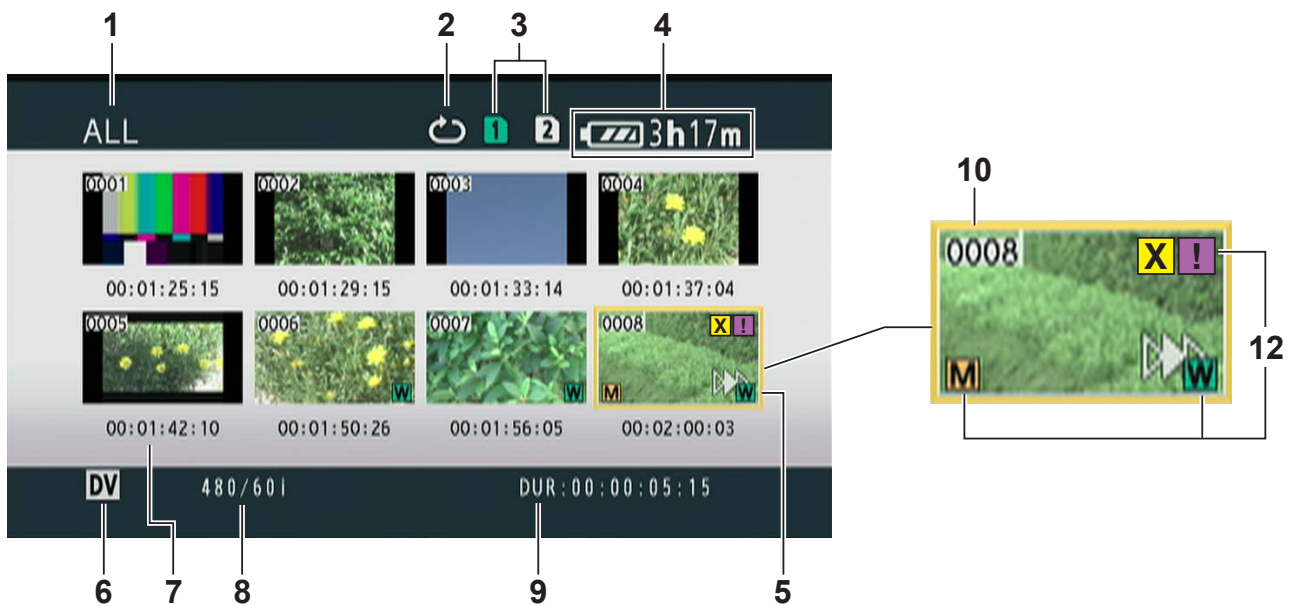 1 2 3 4
ALL 1 2 3h17m
0001 0002 0003 0004
00:01:25:15 00:01:29:15 00:01:33:14 00:01:37:04
0005 0006 0007 0008 X !
W W M W
00:01:42:10 00:01:50:26 00:01:56:05 00:02:00:03
DV 480/60i DUR:00:00:05:15
6 7 8 9 5
10
0008 X !
M W
12